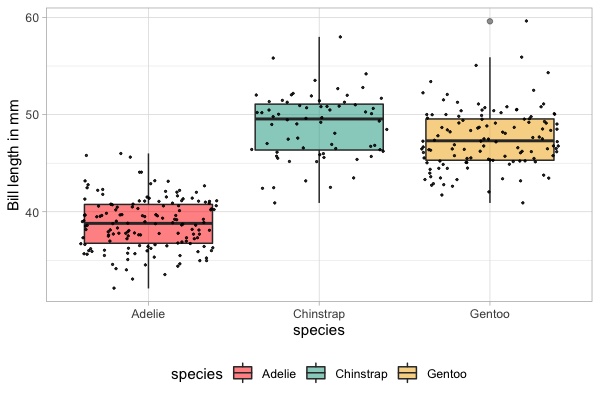 Bill length in mm
60
50
40
Adelie Chinstrap Gentoo
species
species Adelie Chinstrap Gentoo